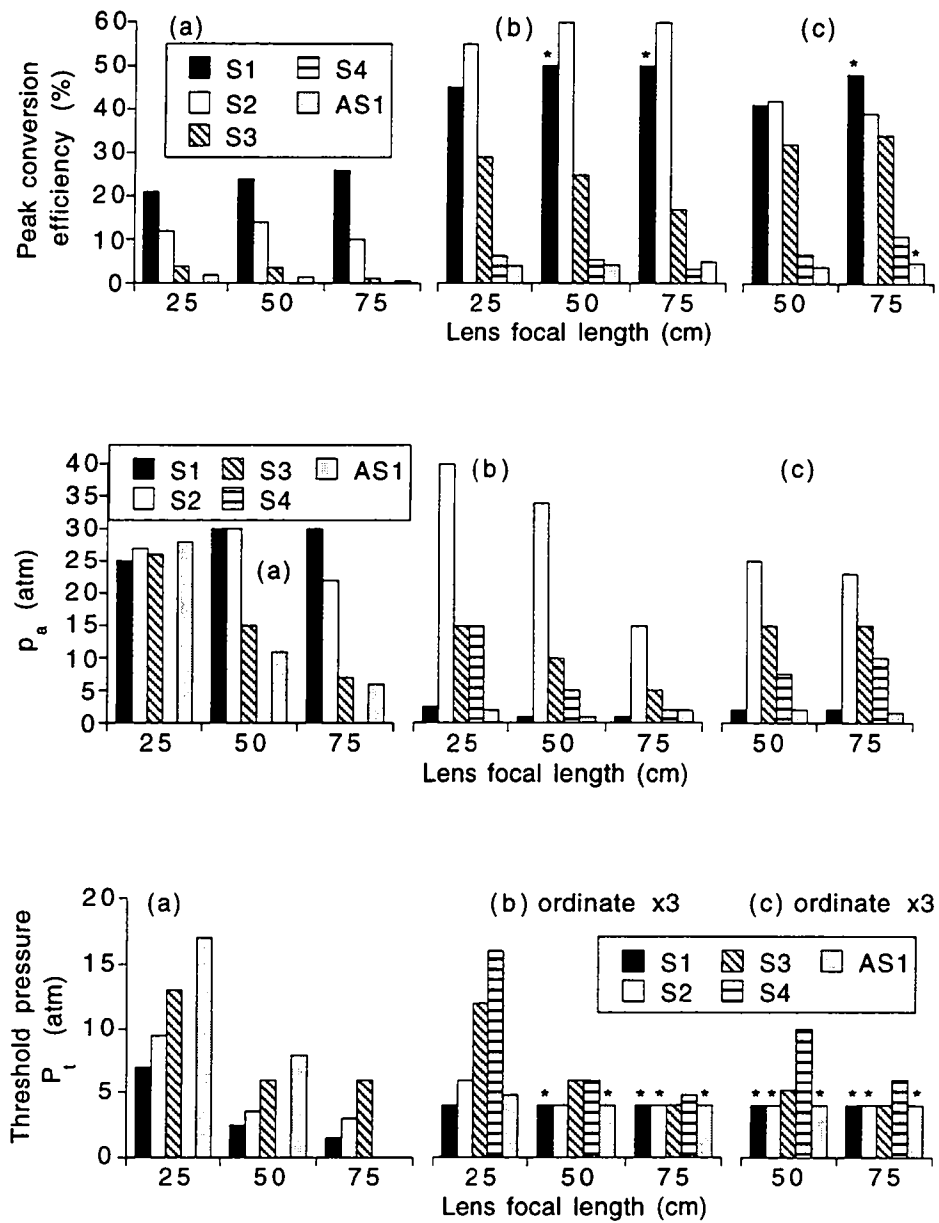 60
50
40
30
20
10
0
Peak conversion
efficiency (%)
(a)
S1 S4
S2 AS1
S3
(b)
* *
(c)
* *
25 50 75 25 50 75 50 75
Lens focal length (cm)
40
35
30
25
20
15
10
5
0
p a (atm)
S1 S3 AS1
S2 S4
(a)
(b)
(c)
25 50 75 25 50 75 50 75
Lens focal length (cm)
20
15
10
5
0
Threshold pressure
P t (atm)
(a)
(b) ordinate x3
(c) ordinate x3
S1 S3 AS1
S2 S4
* * * * * * * * * * * *
25 50 75 25 50 75 50 75
Lens focal length (cm)